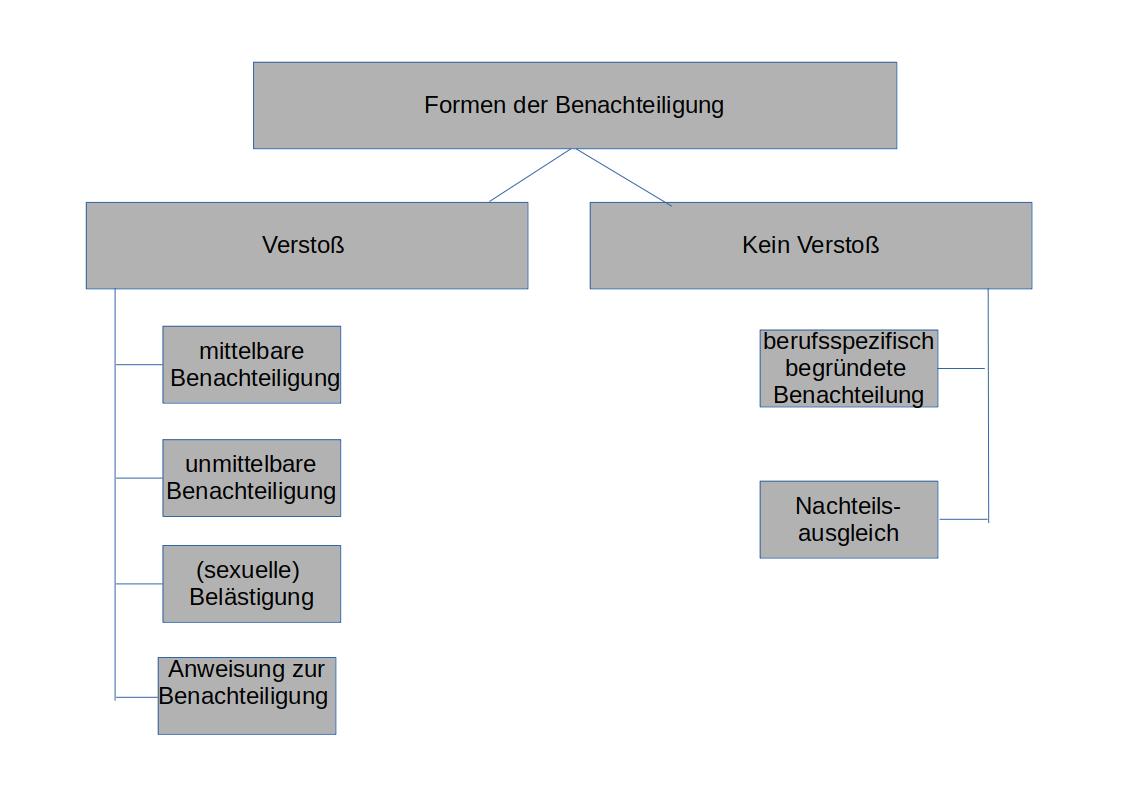 Formen der Benachteiligung
Verstoß
Kein Verstoß
mittelbare
Benachteiligung
unmittelbare
Benachteiligung
(sexuelle)
Belästigung
Anweisung zur
Benachteiligung
berufsspezifisch
begründete
Benachteilung
Nachteils-
ausgleich